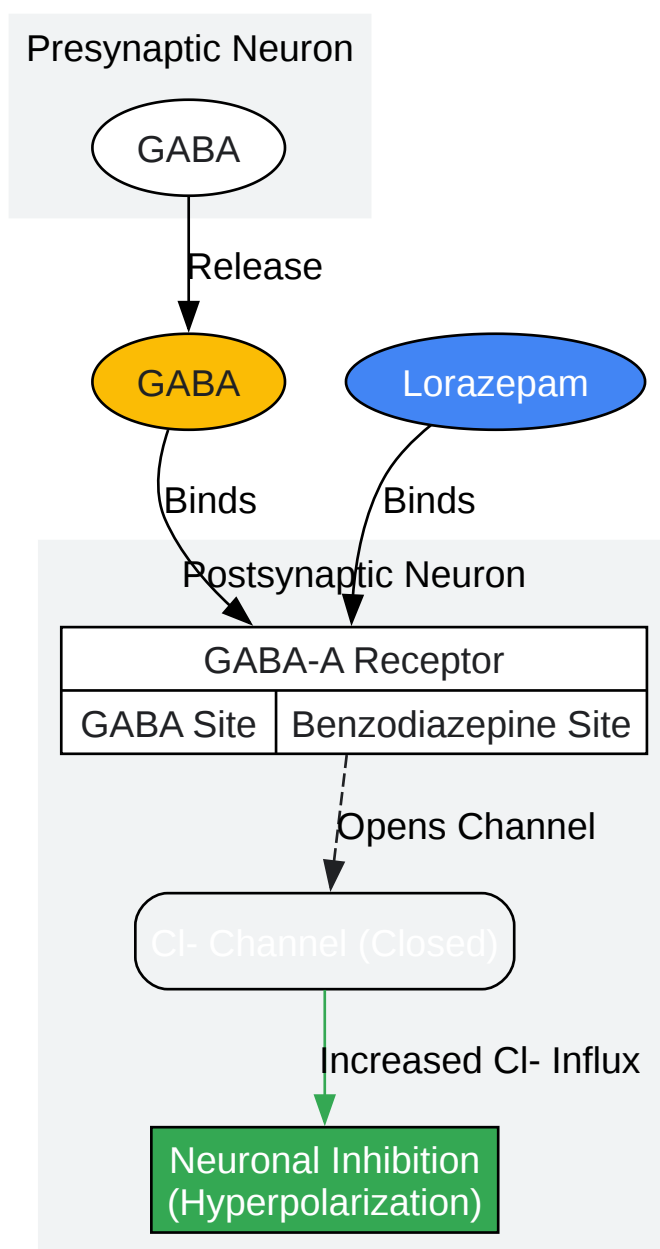 Presynaptic Neuron
GABA
Release
GABA
Lorazepam
Binds
Binds
Postsynaptic Neuron
GABA-A Receptor
GABA Site
Benzodiazepine Site
Opens Channel
Cl- Channel (Closed)
Increased Cl- Influx
Neuronal Inhibition
(Hyperpolarization)